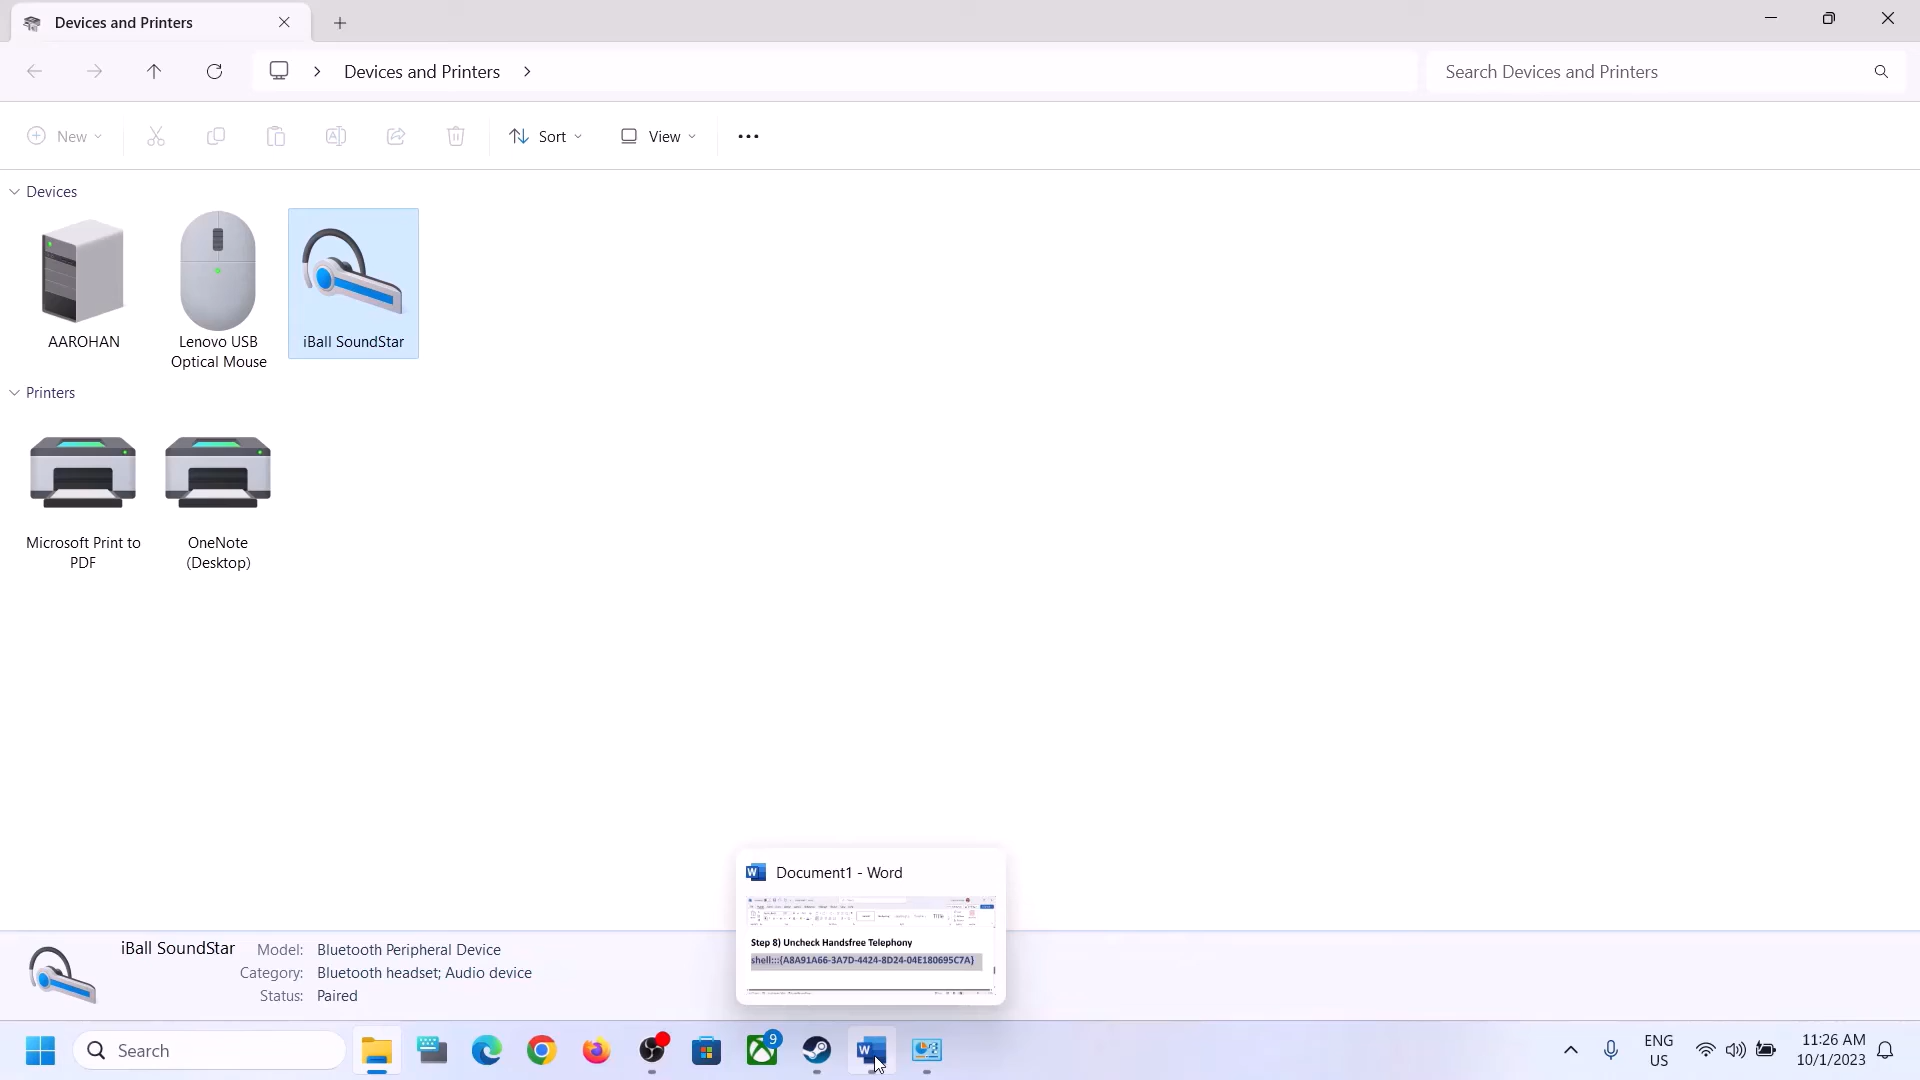 Devices and Printers
Devices and Printers
Search Devices and Printers
New
Sort
View
Devices
AAROHAN
Lenovo USB
Optical Mouse
iBall SoundStar
Printers
Microsoft Print to
PDF
OneNote
(Desktop)
Document1 - Word
Step 8) Uncheck Handsfree Telephony
shell:::{A8A91A66-3A7D-4424-8D24-04E180695C7A}
iBall SoundStar
Model: Bluetooth Peripheral Device
Category: Bluetooth headset; Audio device
Status: Paired
Search
9
ENG
US
11:26 AM
10/1/2023